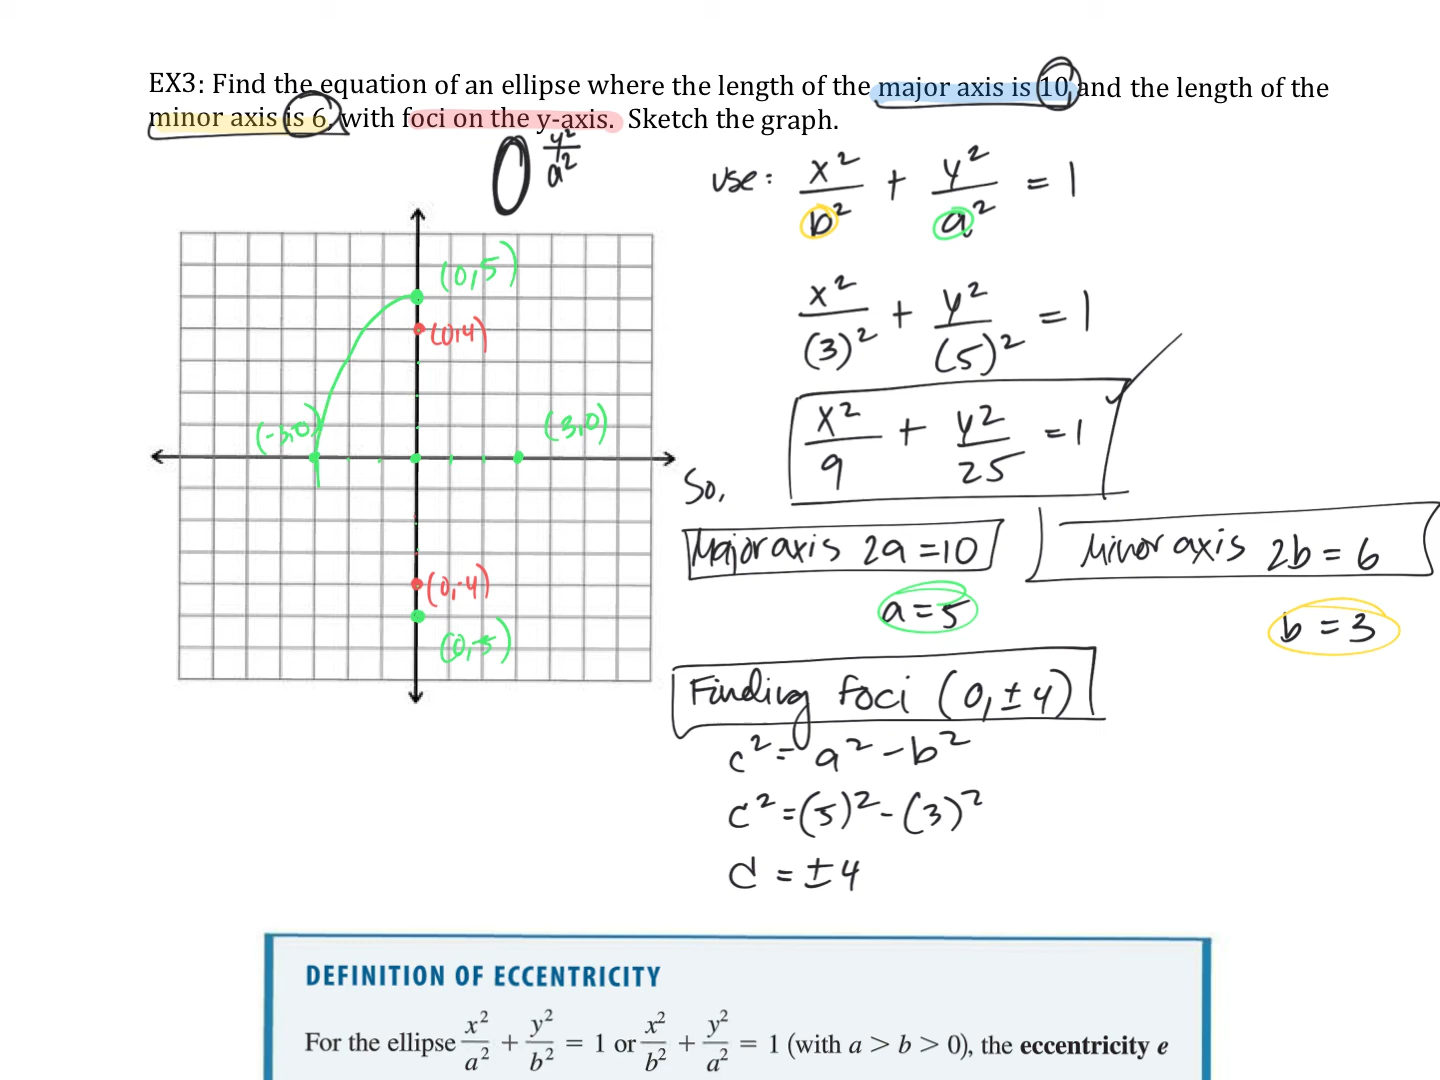 EX3: Find the equation of an ellipse where the length of the major axis is 10, and the length of the
minor axis is 6, with foci on the y-axis. Sketch the graph.
y²/a²
use: x²/b² + y²/a² = 1
(0,5)
(0,4)
x²/(3)² + y²/(5)² = 1
(-3,0)
(3,0)
x²/9 + y²/25 = 1
So,
Major axis 2a = 10
Minor axis 2b = 6
(0,-4)
a = 5
b = 3
(0,-5)
Finding foci (0, ±4)
c² = a² - b²
c² = (5)² - (3)²
c = ±4
DEFINITION OF ECCENTRICITY
For the ellipse x²/a² + y²/b² = 1 or x²/b² + y²/a² = 1 (with a > b > 0), the eccentricity e